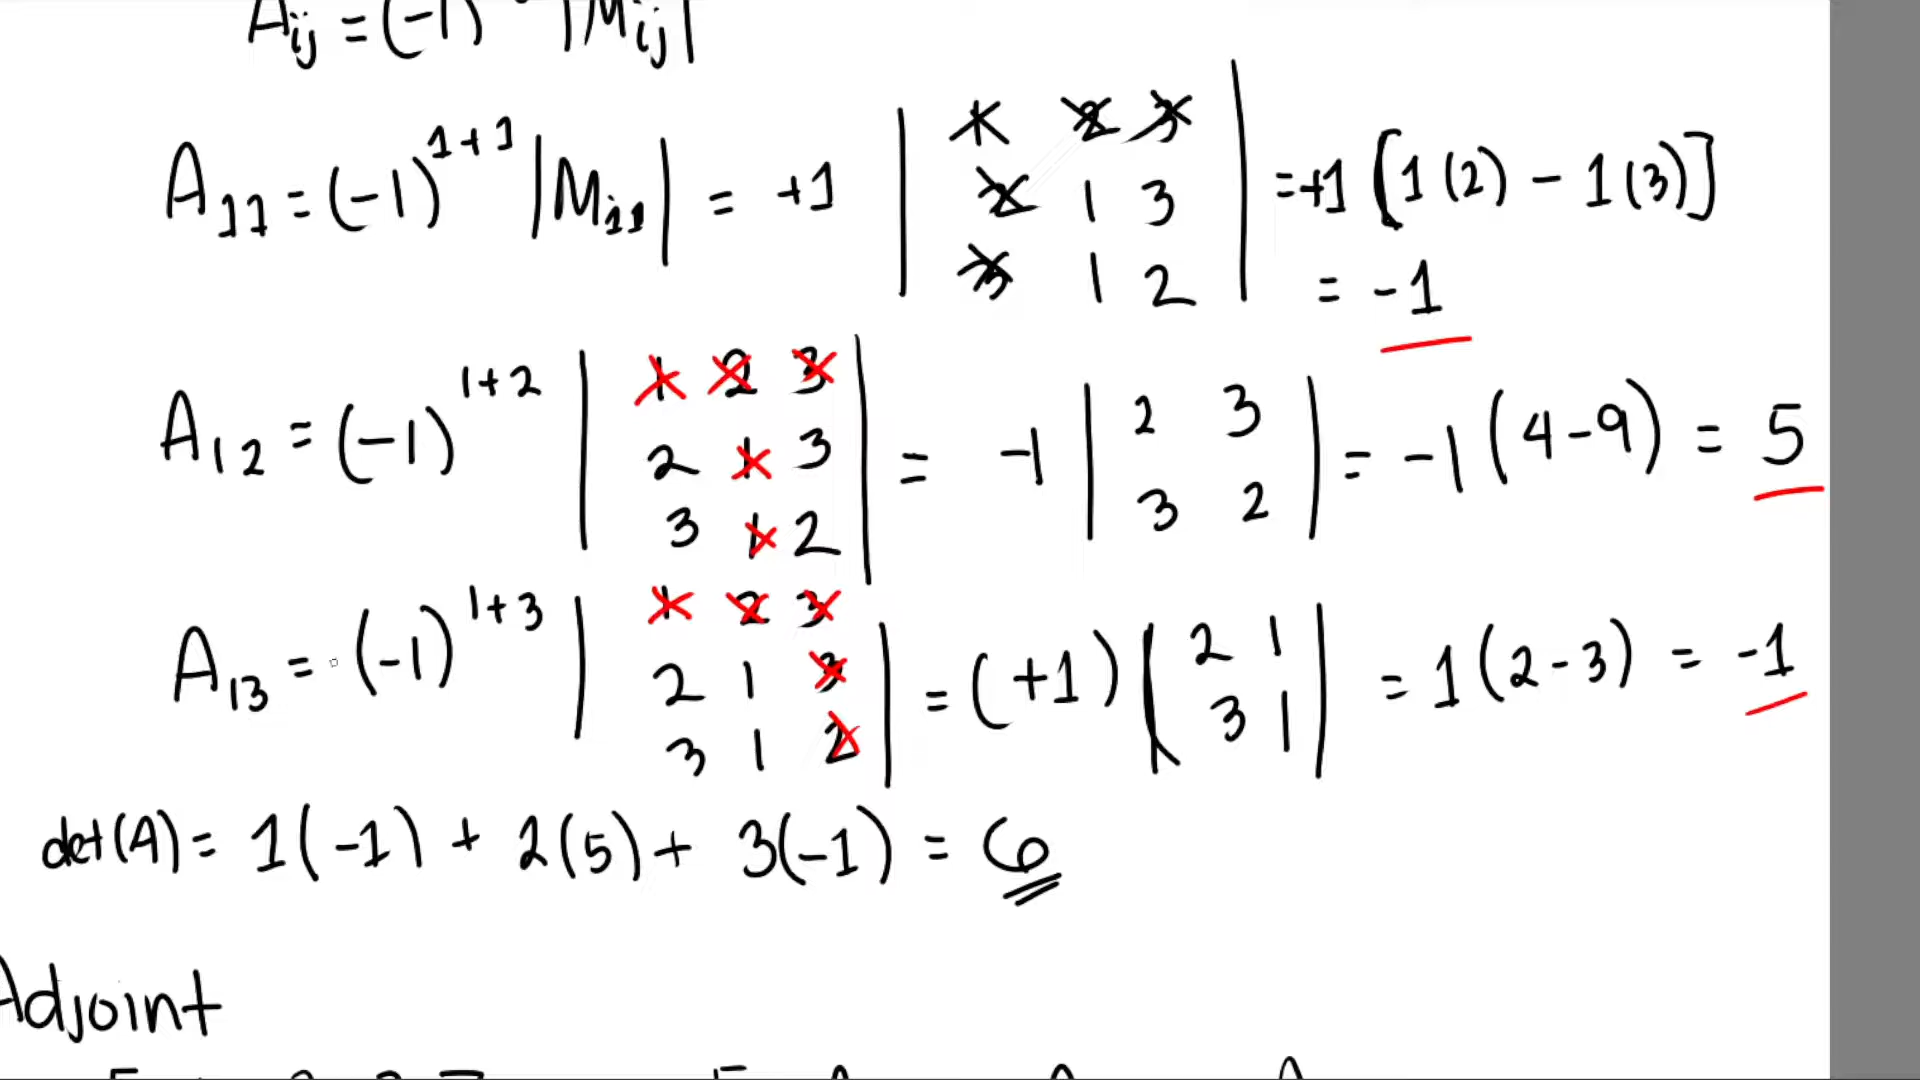 Aij = (-1) |Mij|
A11 = (-1)^1+1 |M11| = +1 | 1 2 3 | = +1 [1(2) - 1(3)]
2 1 3
3 1 2 = -1
A12 = (-1)^1+2 | 1 2 3 | = -1 | 2 3 | = -1 (4-9) = 5
2 1 3 3 2
3 1 2
A13 = (-1)^1+3 | 1 2 3 | = (+1) | 2 1 | = 1 (2-3) = -1
2 1 3 3 1
3 1 2
det(A) = 1(-1) + 2(5) + 3(-1) = 6
Adjoint